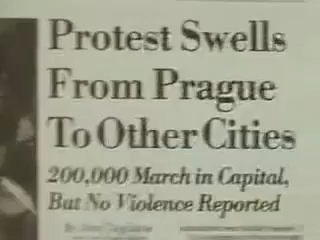 Protest Swells
From Prague
To Other Cities
200,000 March in Capital,
But No Violence Reported